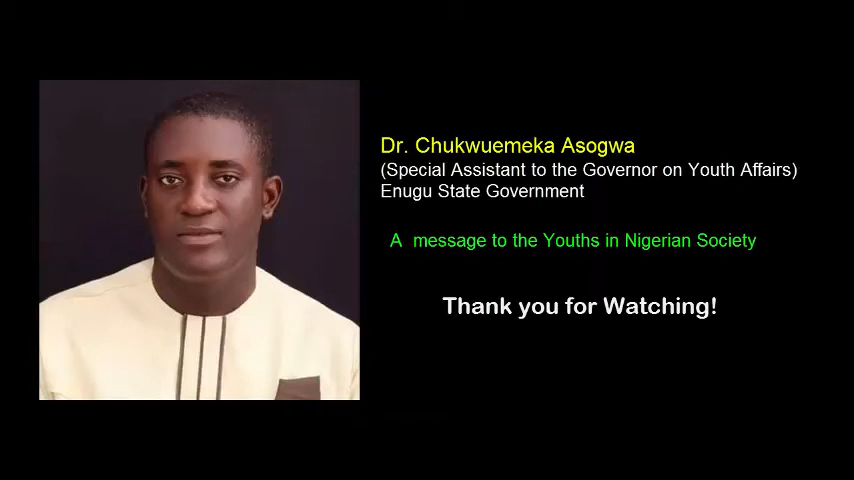 Dr. Chukwuemeka Asogwa
(Special Assistant to the Governor on Youth Affairs)
Enugu State Government
A message to the Youths in Nigerian Society
Thank you for Watching!